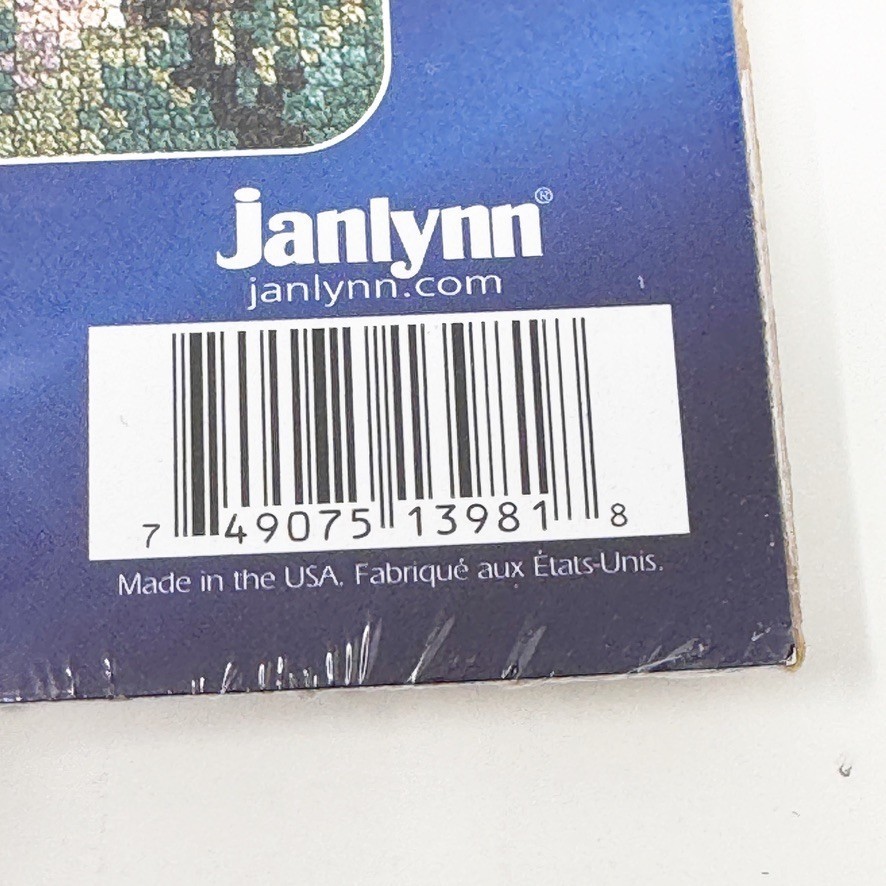 janlynn®
janlynn.com
7 49075 13981 8
Made in the USA. Fabriqué aux États-Unis.